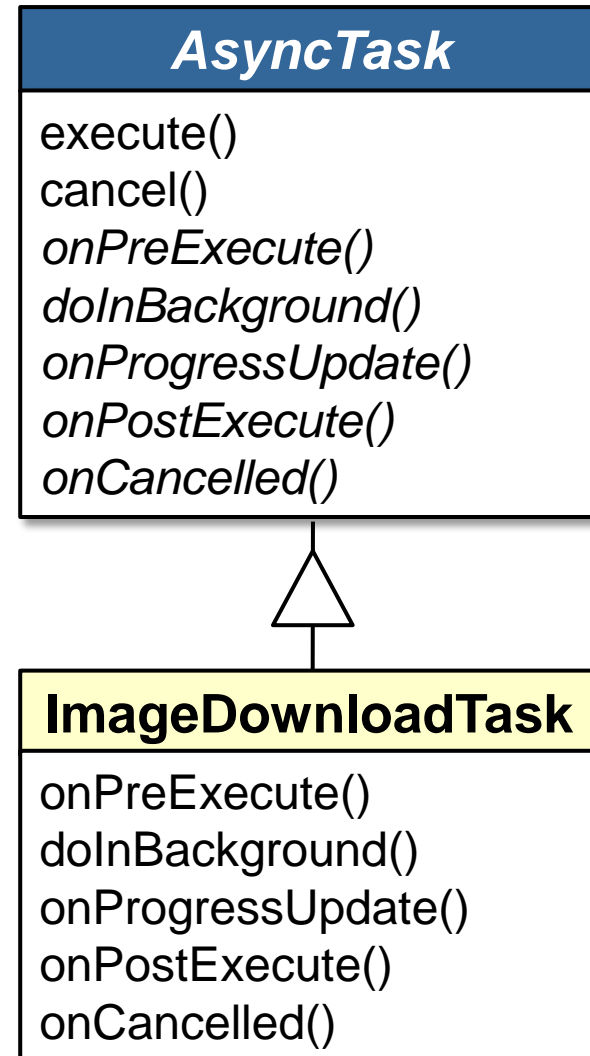 AsyncTask
execute()
cancel()
onPreExecute()
doInBackground()
onProgressUpdate()
onPostExecute()
onCancelled()
ImageDownloadTask
onPreExecute()
doInBackground()
onProgressUpdate()
onPostExecute()
onCancelled()